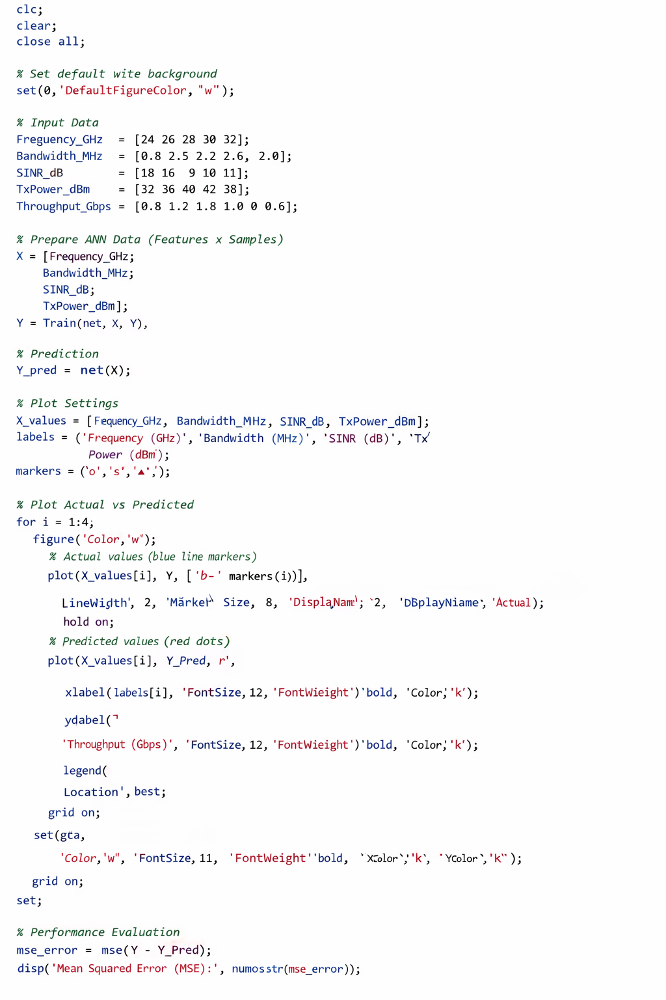 clc;
clear;
close all;
% Set default wite background
set(0,'DefaultFigureColor, "w");
% Input Data
Freguency_GHz = [24 26 28 30 32];
Bandwidth_MHz = [0.8 2.5 2.2 2.6, 2.0];
SINR_dB = [18 16 9 10 11];
TxPower_dBm = [32 36 40 42 38];
Throughput_Gbps = [0.8 1.2 1.8 1.0 0 0.6];
% Prepare ANN Data (Features x Samples)
X = [Frequency_GHz;
Bandwidth_MHz;
SINR_dB;
TxPower_dBm];
Y = Train(net, X, Y),
% Prediction
Y_pred = net(X);
% Plot Settings
X_values = [Fequency_GHz, Bandwidth_MHz, SINR_dB, TxPower_dBm];
labels = ('Frequency (GHz)', 'Bandwidth (MHz)', 'SINR (dB)', 'Tx'
Power (dBm');
markers = ('o','s','▲',');
% Plot Actual vs Predicted
for i = 1:4;
figure('Color,'w");
% Actual values (blue line markers)
plot(X_values[i], Y, [ 'b-' markers(i))],
LineWidth', 2, 'Marker' Size, 8, 'DisplaNam'; `2, 'DBplayNiame', 'Actual);
hold on;
% Predicted values (red dots)
plot(X_values[i], Y_Pred, r',
xlabel(labels[i], 'FontSize, 12, 'FontWieight')'bold, 'Color,'k');
ydabel(¬
'Throughput (Gbps)', 'FontSize, 12, 'FontWieight')'bold, 'Color,'k');
legend(
Location', best;
grid on;
set(gta,
'Color,'w", 'FontSize, 11, 'FontWeight''bold, `XColor`,'k`, "YColor`,'k");
grid on;
set;
% Performance Evaluation
mse_error = mse(Y - Y_Pred);
disp('Mean Squared Error (MSE):', numosstr(mse_error));